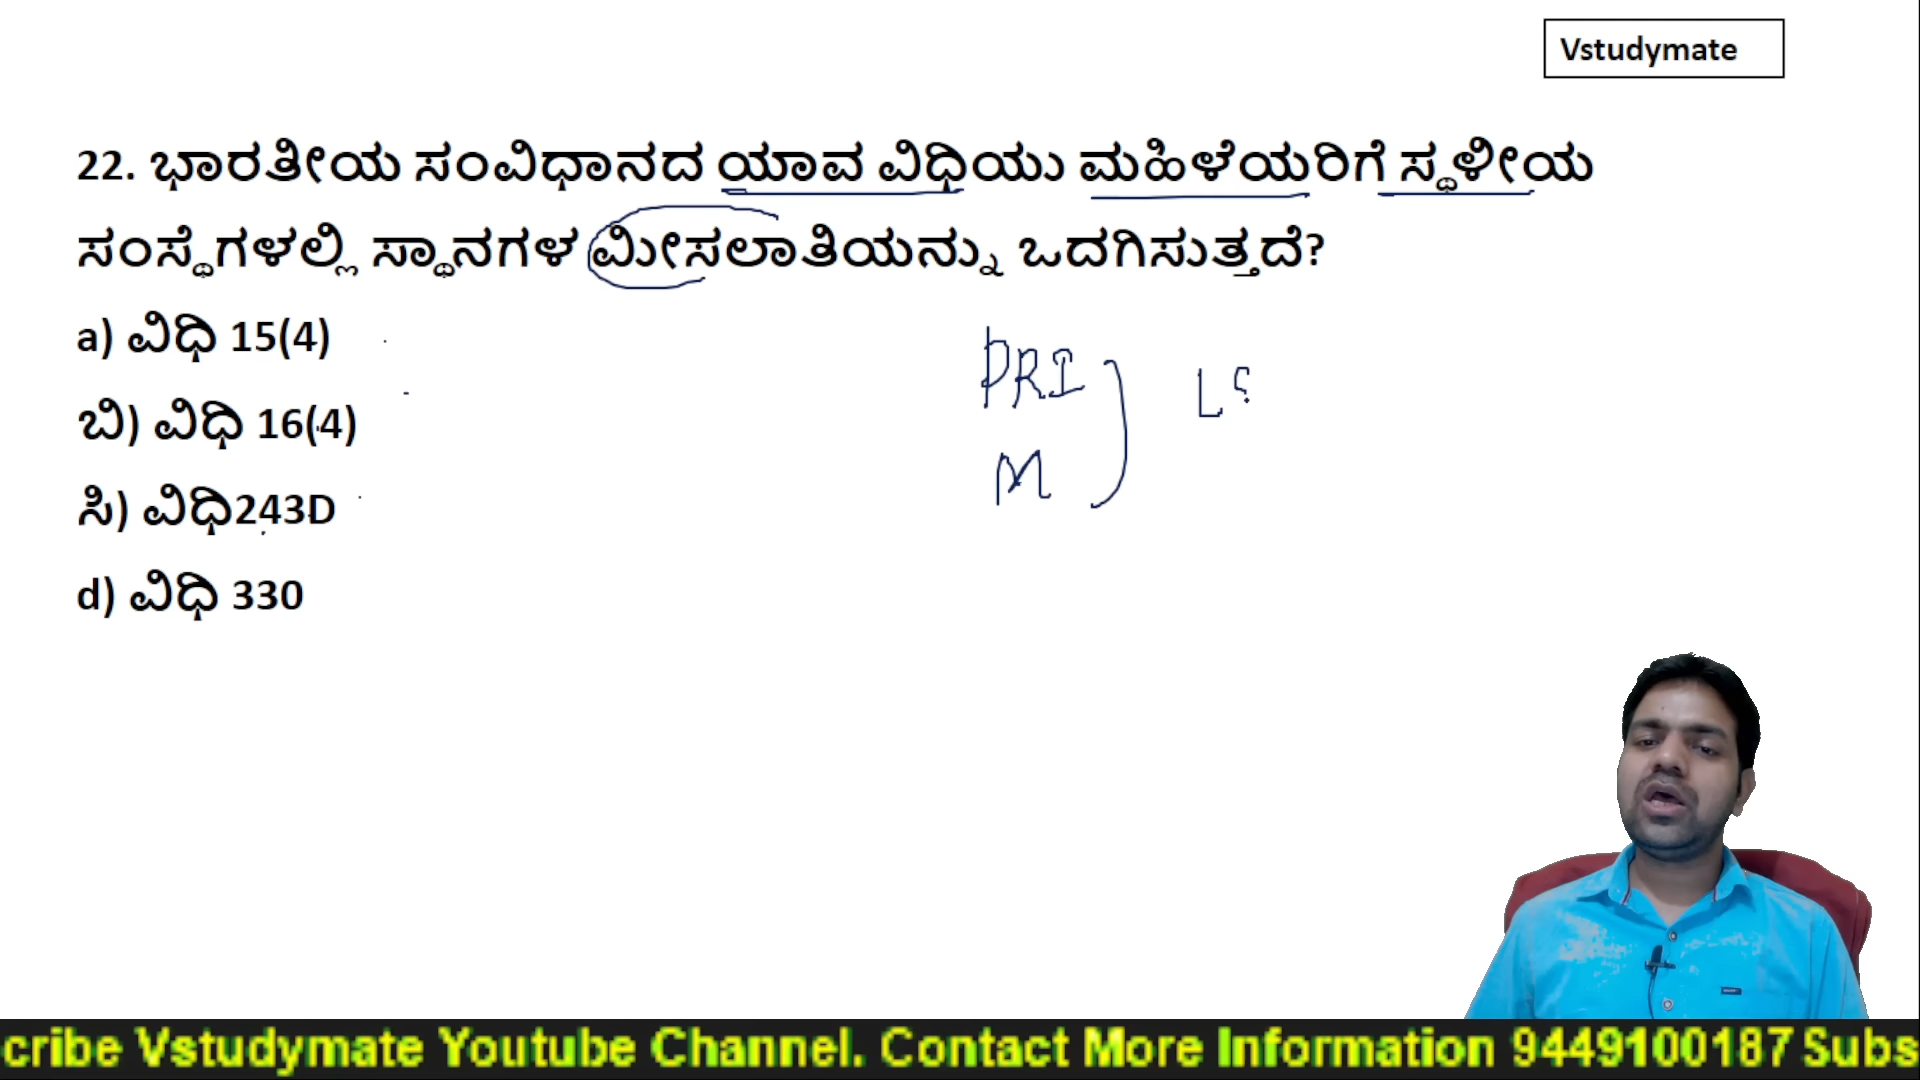 Vstudymate
22. ಭಾರತೀಯ ಸಂವಿಧಾನದ ಯಾವ ವಿಧಿಯು ಮಹಿಳೆಯರಿಗೆ ಸ್ಥಳೀಯ
ಸಂಸ್ಥೆಗಳಲ್ಲಿ ಸ್ಥಾನಗಳ ಮೀಸಲಾತಿಯನ್ನು ಒದಗಿಸುತ್ತದೆ?
a) ವಿಧಿ 15(4)
ಬಿ) ವಿಧಿ 16(4)
ಸಿ) ವಿಧಿ243D
d) ವಿಧಿ 330
PRI
M
cribe Vstudymate Youtube Channel. Contact More Information 9449100187 Subs